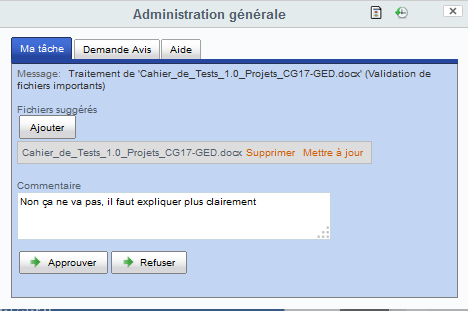 Administration générale
Ma tâche Demande Avis Aide
Message: Traitement de 'Cahier_de_Tests_1.0_Projets_CG17-GED.docx' (Validation de
fichiers importants)
Fichiers suggérés
Ajouter
Cahier_de_Tests_1.0_Projets_CG17-GED.docx Supprimer Mettre à jour
Commentaire
Non ça ne va pas, il faut expliquer plus clairement
Approuver Refuser